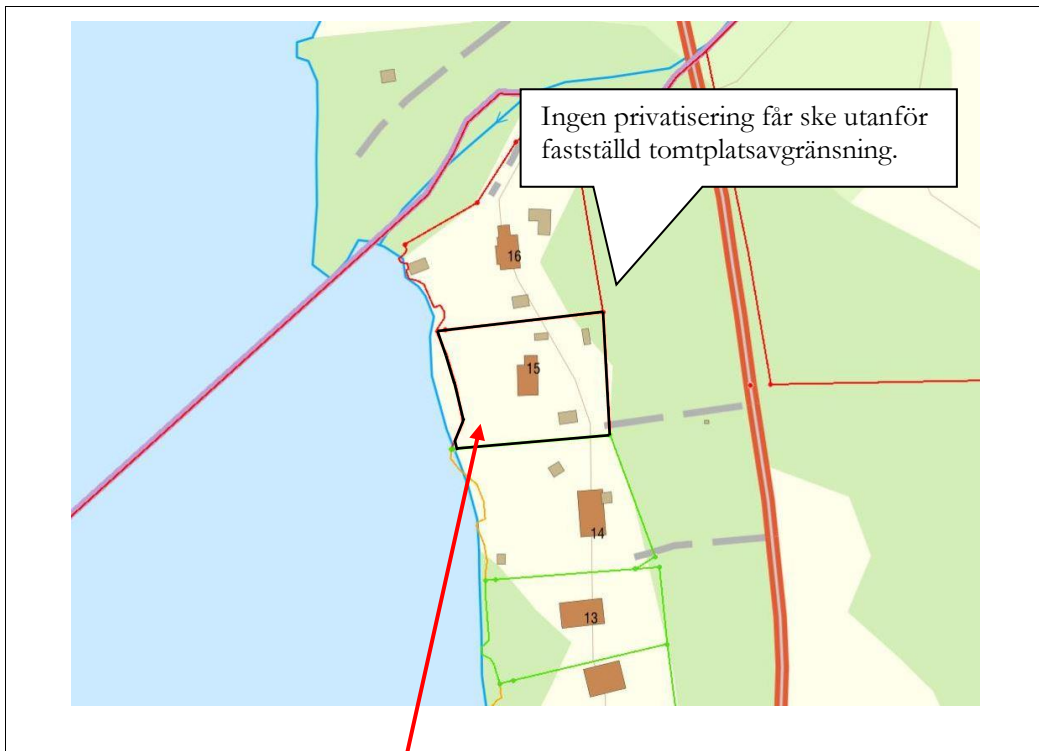 Ingen privatisering får ske utanför
fastställd tomtplatsavgränsning.
16
15
14
13